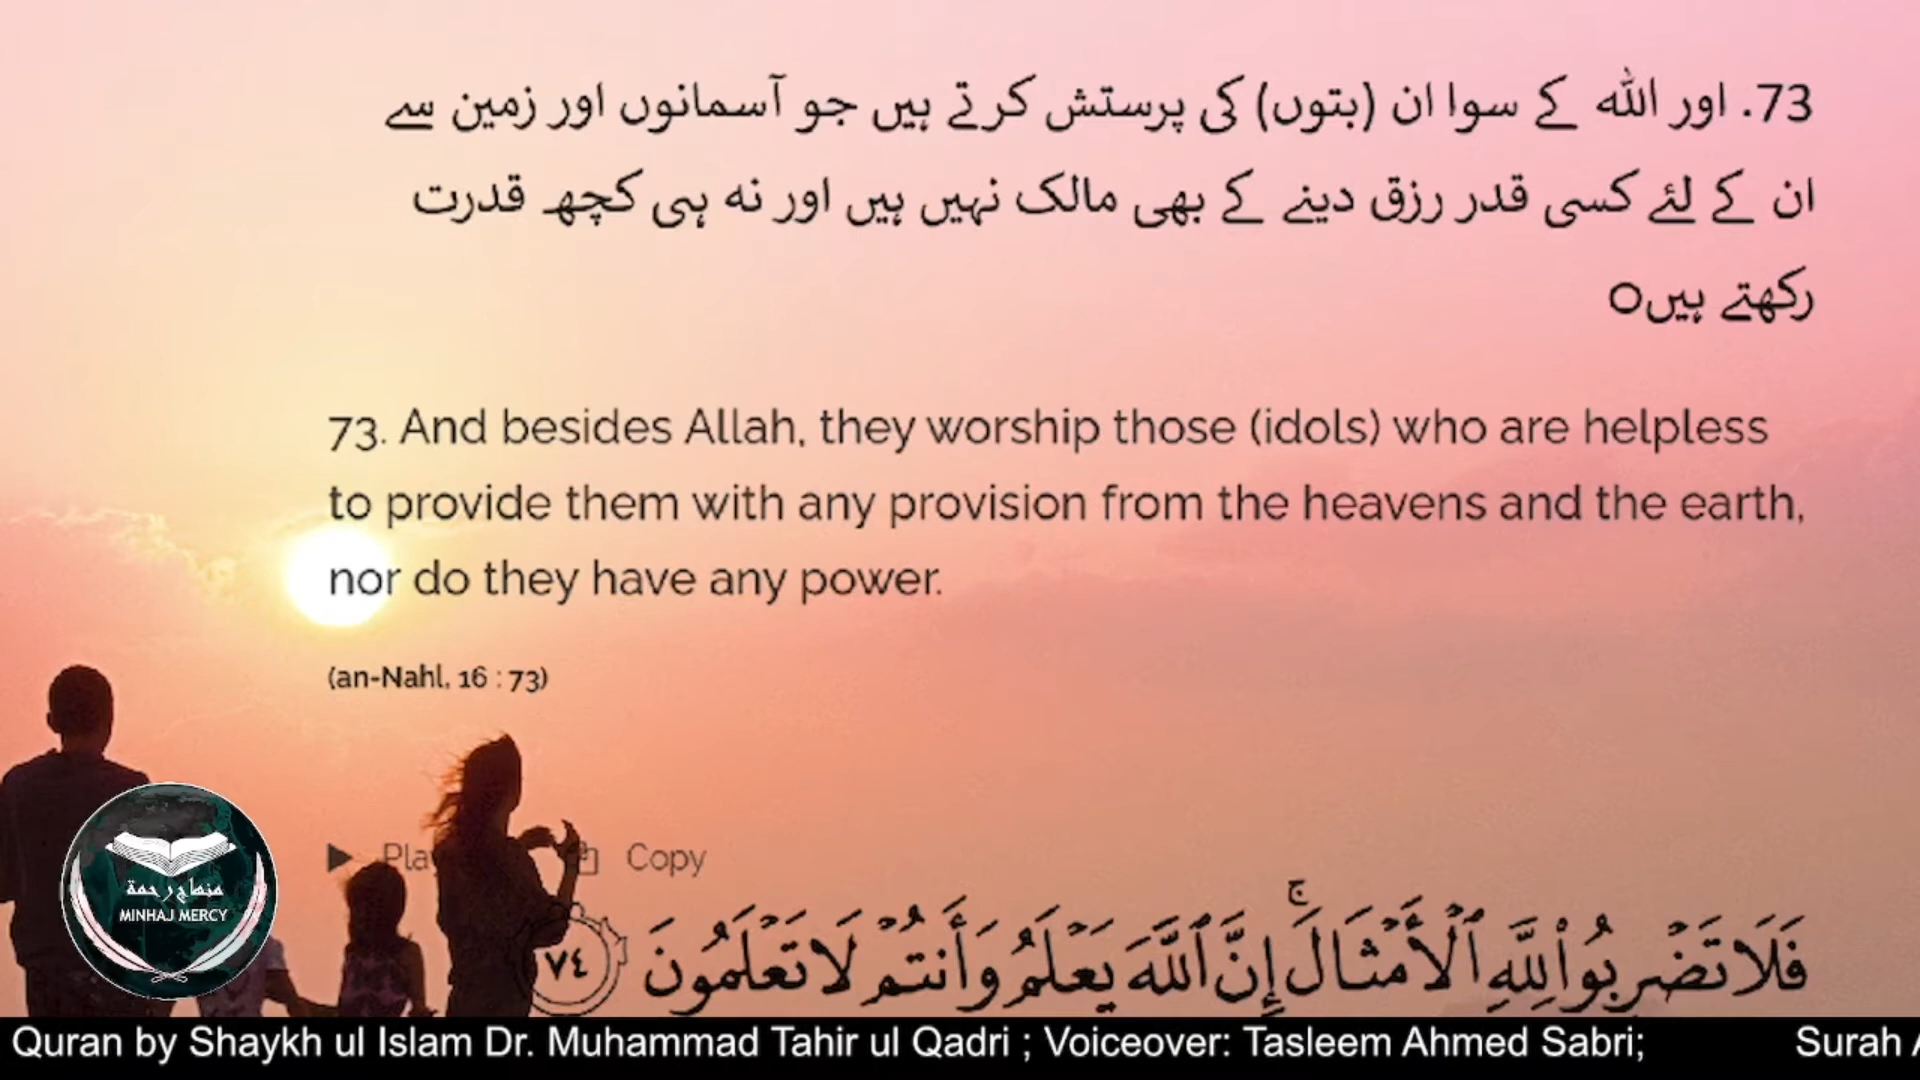 73. اور اللہ کے سوا ان (بتوں) کی پرستش کرتے ہیں جو آسمانوں اور زمین سے
ان کے لئے کسی قدر رزق دینے کے بھی مالک نہیں ہیں اور نہ ہی کچھ قدرت
رکھتے ہیںo
73. And besides Allah, they worship those (idols) who are helpless
to provide them with any provision from the heavens and the earth,
nor do they have any power.
(an-Nahl, 16 : 73)
Copy
فَلَا تَضْرِبُوا۟ لِلَّهِ ٱلْأَمْثَالَ ۚ إِنَّ ٱللَّهَ يَعْلَمُ وَأَنتُمْ لَا تَعْلَمُونَ ٧٤
منهاج رحمة
MINHAJ MERCY
Quran by Shaykh ul Islam Dr. Muhammad Tahir ul Qadri ; Voiceover: Tasleem Ahmed Sabri; Surah